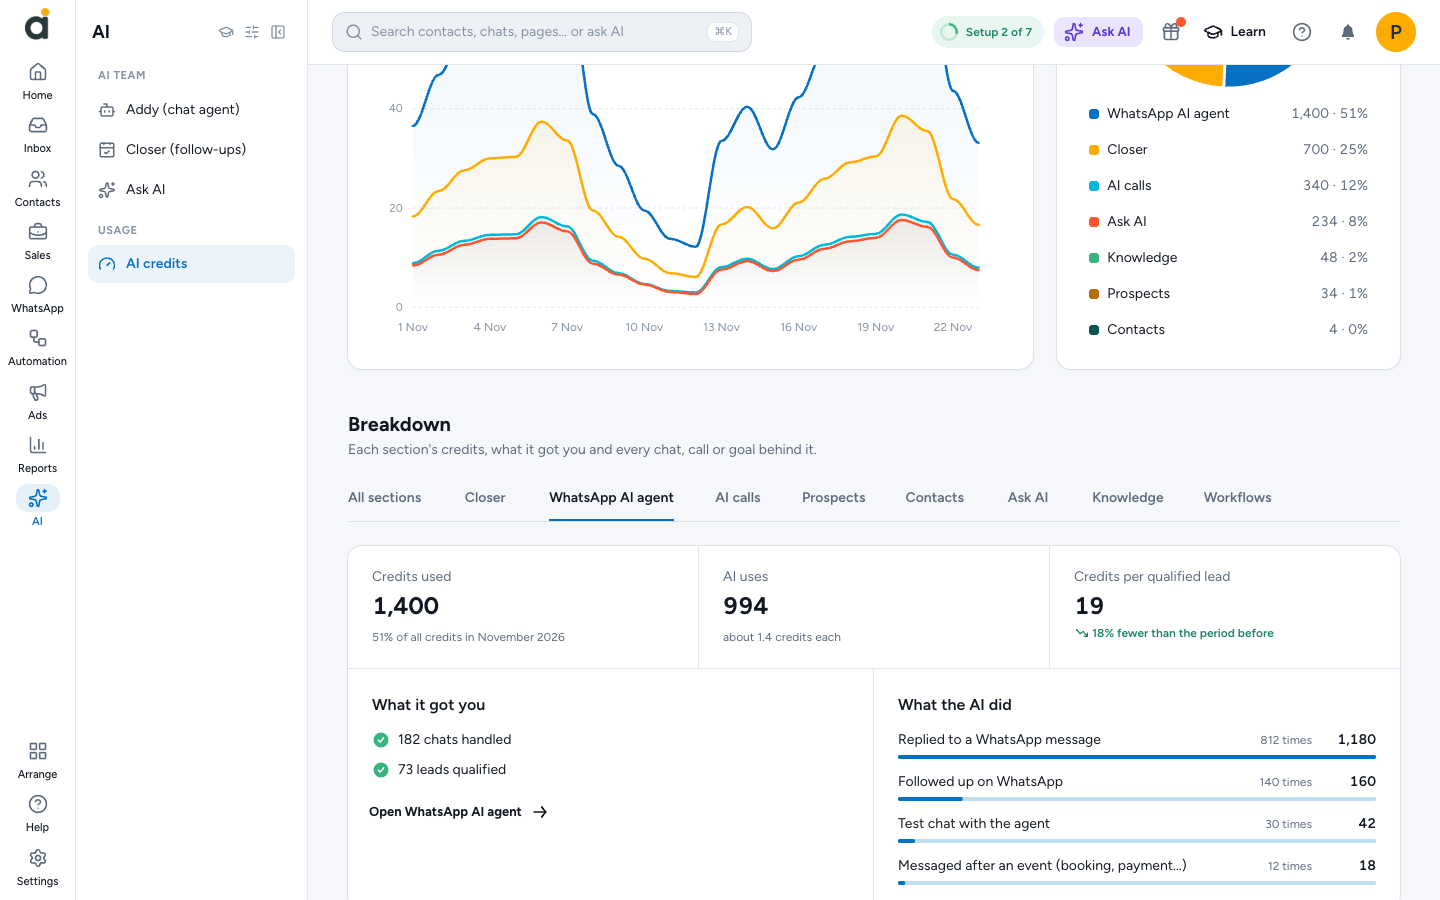 AI
Search contacts, chats, pages... or ask AI
⌘K
Setup 2 of 7
Ask AI
Learn
P
Home
Inbox
Contacts
Sales
WhatsApp
Automation
Ads
Reports
AI
Arrange
Help
Settings
AI TEAM
Addy (chat agent)
Closer (follow-ups)
Ask AI
USAGE
AI credits
40
20
0
1 Nov
4 Nov
7 Nov
10 Nov
13 Nov
16 Nov
19 Nov
22 Nov
WhatsApp AI agent 1,400 · 51%
Closer 700 · 25%
AI calls 340 · 12%
Ask AI 234 · 8%
Knowledge 48 · 2%
Prospects 34 · 1%
Contacts 4 · 0%
Breakdown
Each section's credits, what it got you and every chat, call or goal behind it.
All sections Closer WhatsApp AI agent AI calls Prospects Contacts Ask AI Knowledge Workflows
Credits used
1,400
51% of all credits in November 2026
AI uses
994
about 1.4 credits each
Credits per qualified lead
19
18% fewer than the period before
What it got you
182 chats handled
73 leads qualified
Open WhatsApp AI agent
What the AI did
Replied to a WhatsApp message 812 times 1,180
Followed up on WhatsApp 140 times 160
Test chat with the agent 30 times 42
Messaged after an event (booking, payment...) 12 times 18